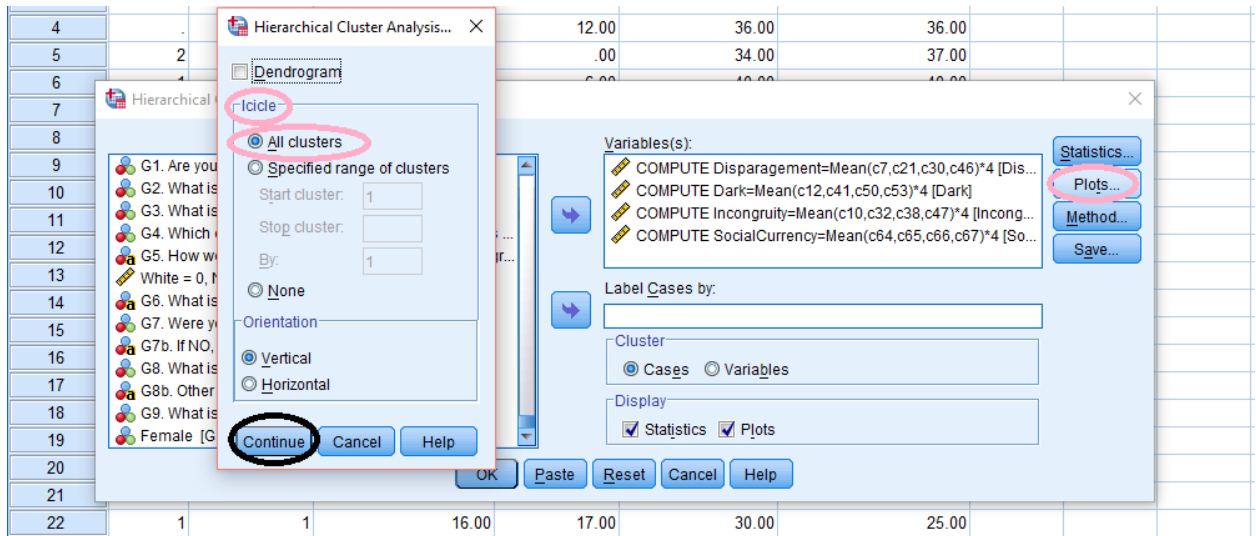 4 . 12.00 36.00 36.00
5 2 .00 34.00 37.00
6
7
8
9
10
11
12
13
14
15
16
17
18
19
20
21
22 1 1 16.00 17.00 30.00 25.00
Hierarchical
G1. Are you
G2. What is
G3. What is
G4. Which
G5. How
White = 0,
G6. What is
G7. Were
G7b. If NO,
G8. What is
G8b. Other
G9. What is
Female [G
Hierarchical Cluster Analysis...
Dendrogram
Icicle
All clusters
Specified range of clusters
Start cluster: 1
Stop cluster:
By: 1
None
Orientation
Vertical
Horizontal
Continue Cancel Help
Variables(s):
COMPUTE Disparagement=Mean(c7,c21,c30,c46)*4 [Dis...
COMPUTE Dark=Mean(c12,c41,c50,c53)*4 [Dark]
COMPUTE Incongruity=Mean(c10,c32,c38,c47)*4 [Incong...
COMPUTE SocialCurrency=Mean(c64,c65,c66,c67)*4 [So...
Label Cases by:
Cluster
Cases Variables
Display
Statistics Plots
Statistics...
Plots...
Method...
Save...
OK Paste Reset Cancel Help